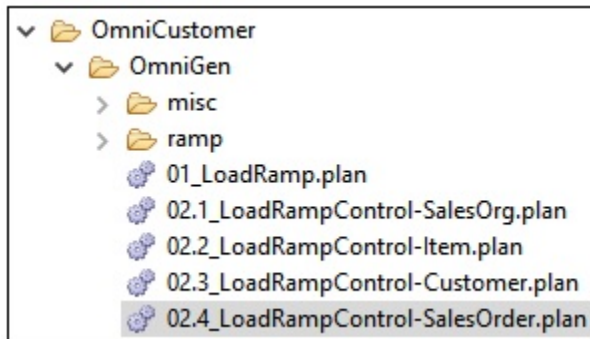 OmniCustomer
OmniGen
misc
ramp
01_LoadRamp.plan
02.1_LoadRampControl-SalesOrg.plan
02.2_LoadRampControl-Item.plan
02.3_LoadRampControl-Customer.plan
02.4_LoadRampControl-SalesOrder.plan